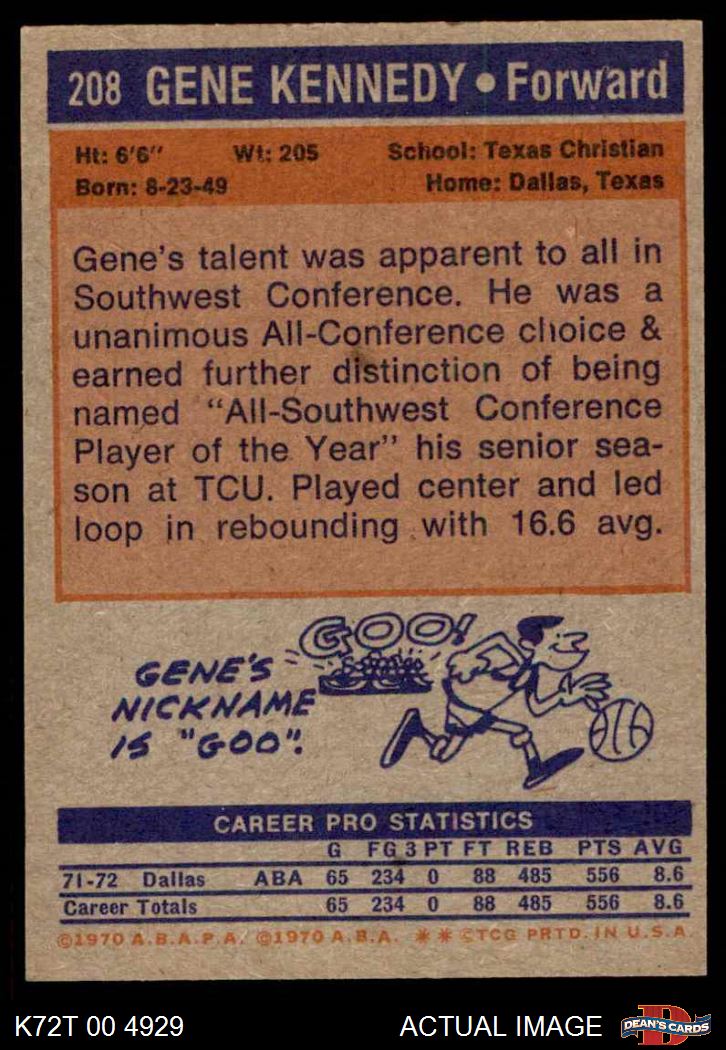 208 GENE KENNEDY • Forward
Ht: 6'6" Wt: 205 School: Texas Christian
Born: 8-23-49 Home: Dallas, Texas
Gene's talent was apparent to all in
Southwest Conference. He was a
unanimous All-Conference choice &
earned further distinction of being
named "All-Southwest Conference
Player of the Year" his senior sea-
son at TCU. Played center and led
loop in rebounding with 16.6 avg.
GOO!
GENE'S
NICKNAME
IS "GOO".
CAREER PRO STATISTICS
G FG 3 PT FT REB PTS AVG
71-72 Dallas ABA 65 234 0 88 485 556 8.6
Career Totals 65 234 0 88 485 556 8.6
©1970 A.B.A.P.A. ©1970 A.B.A. ** ©TCG PRTD. IN U.S.A.
K72T 00 4929 ACTUAL IMAGE
D
DEAN'S CARDS